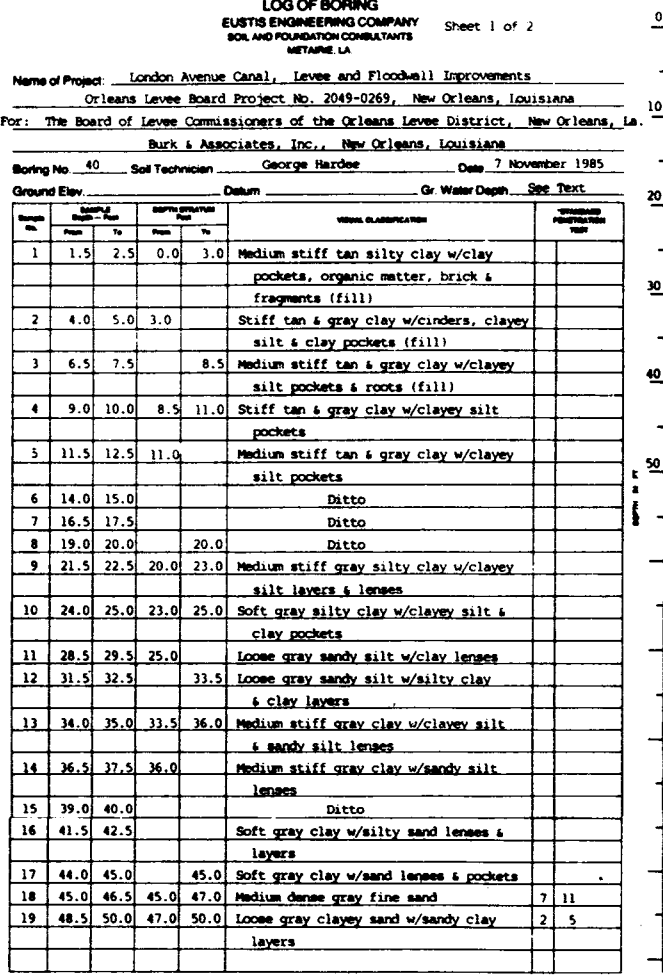 LOG OF BORING
EUSTIS ENGINEERING COMPANY
Sheet 1 of 2
SOIL AND FOUNDATION CONSULTANTS
METAIRIE, LA
Name of Project: London Avenue Canal, Levee and Floodwall Improvements
Orleans Levee Board Project No. 2049-0269, New Orleans, Louisiana
For: The Board of Levee Commissioners of the Orleans Levee District, New Orleans, La.
Burk & Associates, Inc., New Orleans, Louisiana
Boring No. 40 Soil Technician George Hardee Date 7 November 1985
Ground Elev. Datum Gr. Water Depth See Text
Sample No. SAMPLE Depth — Feet From To DEPTH STRATUM Feet From To VISUAL CLASSIFICATION *STANDARD PENETRATION TEST
1 1.5 2.5 0.0 3.0 Medium stiff tan silty clay w/clay
pockets, organic matter, brick &
fragments (fill)
2 4.0 5.0 3.0 Stiff tan & gray clay w/cinders, clayey
silt & clay pockets (fill)
3 6.5 7.5 8.5 Medium stiff tan & gray clay w/clayey
silt pockets & roots (fill)
4 9.0 10.0 8.5 11.0 Stiff tan & gray clay w/clayey silt
pockets
5 11.5 12.5 11.0 Medium stiff tan & gray clay w/clayey
silt pockets
6 14.0 15.0 Ditto
7 16.5 17.5 Ditto
8 19.0 20.0 20.0 Ditto
9 21.5 22.5 20.0 23.0 Medium stiff gray silty clay w/clayey
silt layers & lenses
10 24.0 25.0 23.0 25.0 Soft gray silty clay w/clayey silt &
clay pockets
11 28.5 29.5 25.0 Loose gray sandy silt w/clay lenses
12 31.5 32.5 33.5 Loose gray sandy silt w/silty clay
& clay layers
13 34.0 35.0 33.5 36.0 Medium stiff gray clay w/clayey silt
& sandy silt lenses
14 36.5 37.5 36.0 Medium stiff gray clay w/sandy silt
lenses
15 39.0 40.0 Ditto
16 41.5 42.5 Soft gray clay w/silty sand lenses &
layers
17 44.0 45.0 45.0 Soft gray clay w/sand lenses & pockets
18 45.0 46.5 45.0 47.0 Medium dense gray fine sand 7 11
19 48.5 50.0 47.0 50.0 Loose gray clayey sand w/sandy clay 2 5
layers
0
10
20
30
40
50
DEPTH IN FT